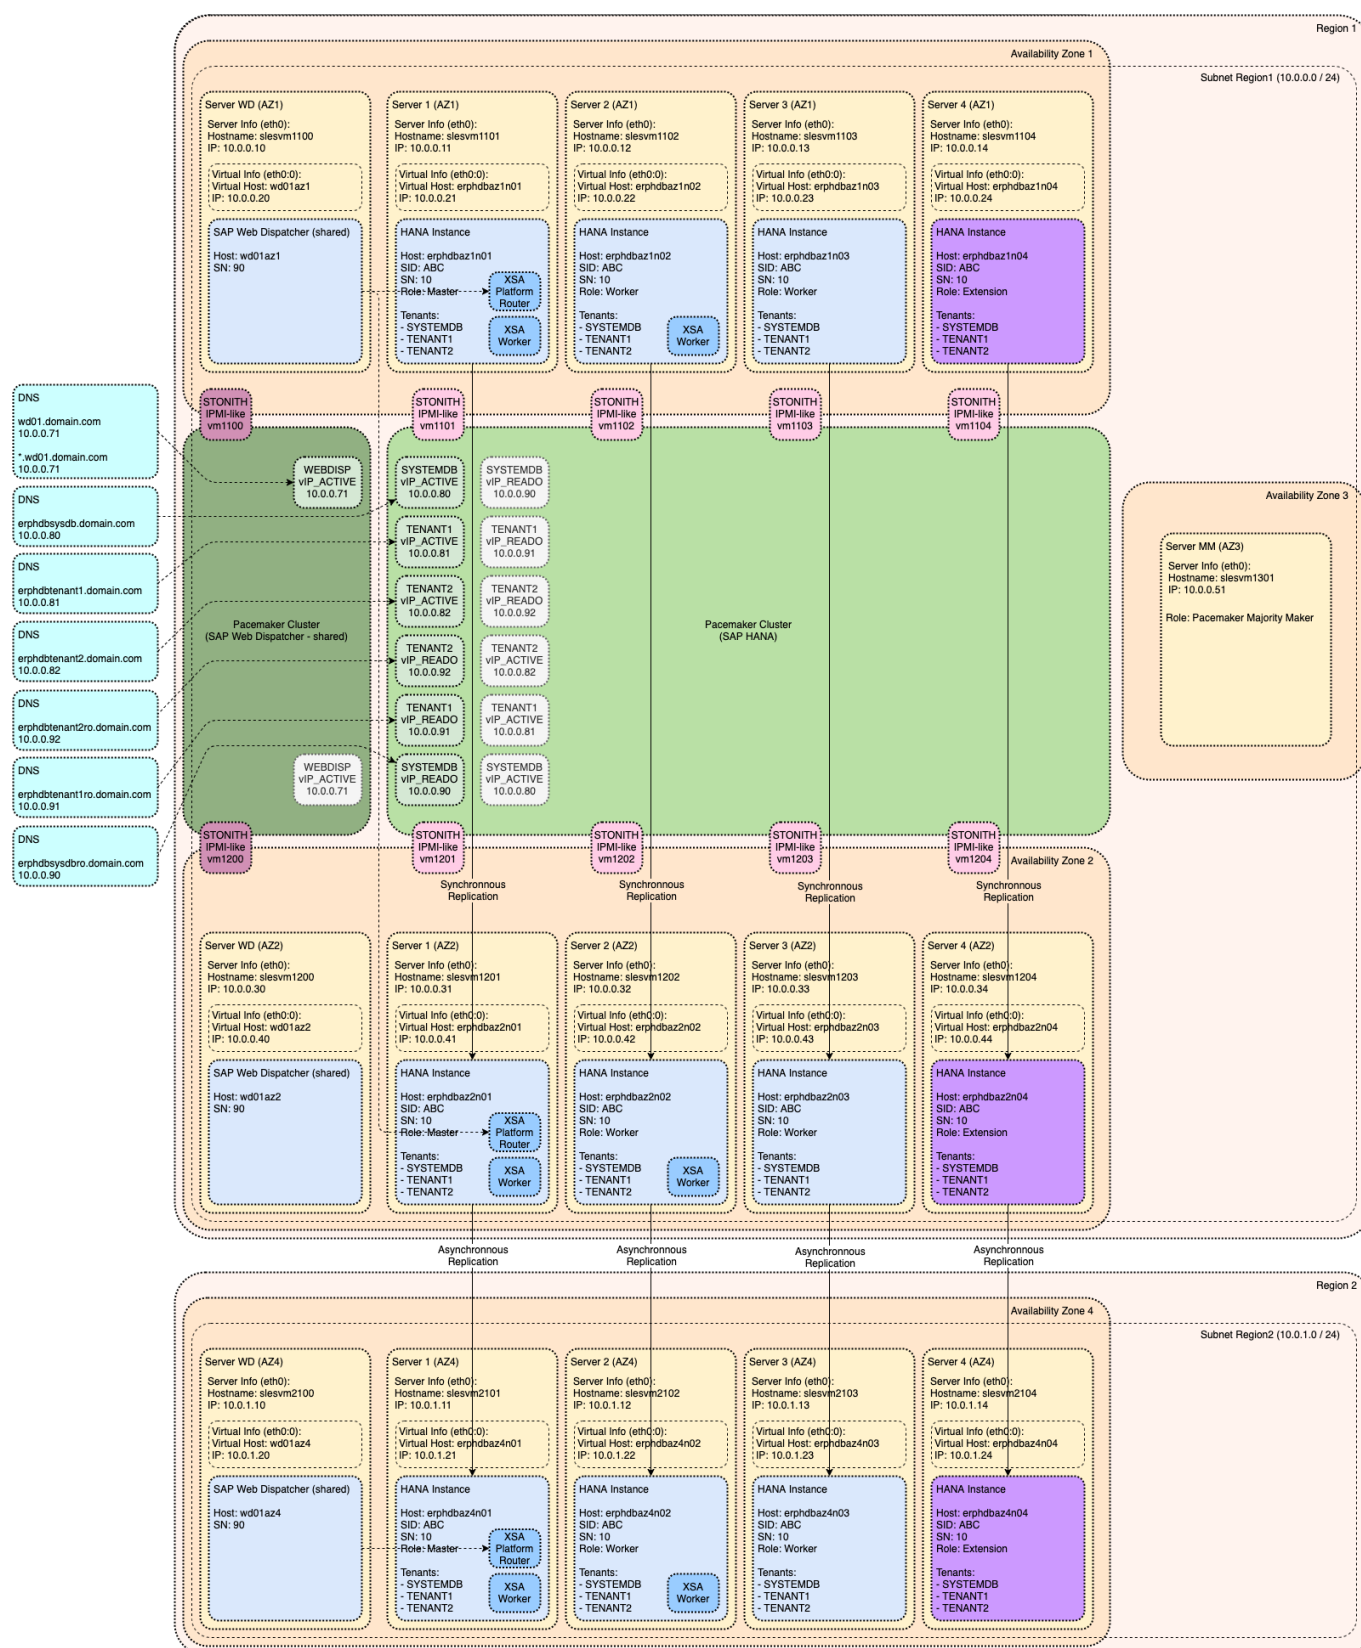 Region 1
Availability Zone 1
Subnet Region1 (10.0.0.0 / 24)
Server WD (AZ1)
Server Info (eth0):
Hostname: slesvm1100
IP: 10.0.0.10
Virtual Info (eth0:0):
Virtual Host: wd01az1
IP: 10.0.0.20
SAP Web Dispatcher (shared)
Host: wd01az1
SN: 90
Server 1 (AZ1)
Server Info (eth0):
Hostname: slesvm1101
IP: 10.0.0.11
Virtual Info (eth0:0):
Virtual Host: erphdbaz1n01
IP: 10.0.0.21
HANA Instance
Host: erphdbaz1n01
SID: ABC
SN: 10
Role: Master
Tenants:
- SYSTEMDB
- TENANT1
- TENANT2
XSA
Platform
Router
XSA
Worker
Server 2 (AZ1)
Server Info (eth0):
Hostname: slesvm1102
IP: 10.0.0.12
Virtual Info (eth0:0):
Virtual Host: erphdbaz1n02
IP: 10.0.0.22
HANA Instance
Host: erphdbaz1n02
SID: ABC
SN: 10
Role: Worker
Tenants:
- SYSTEMDB
- TENANT1
- TENANT2
XSA
Worker
Server 3 (AZ1)
Server Info (eth0):
Hostname: slesvm1103
IP: 10.0.0.13
Virtual Info (eth0:0):
Virtual Host: erphdbaz1n03
IP: 10.0.0.23
HANA Instance
Host: erphdbaz1n03
SID: ABC
SN: 10
Role: Worker
Tenants:
- SYSTEMDB
- TENANT1
- TENANT2
Server 4 (AZ1)
Server Info (eth0):
Hostname: slesvm1104
IP: 10.0.0.14
Virtual Info (eth0:0):
Virtual Host: erphdbaz1n04
IP: 10.0.0.24
HANA Instance
Host: erphdbaz1n04
SID: ABC
SN: 10
Role: Extension
Tenants:
- SYSTEMDB
- TENANT1
- TENANT2
STONITH
IPMI-like
vm1100
STONITH
IPMI-like
vm1101
STONITH
IPMI-like
vm1102
STONITH
IPMI-like
vm1103
STONITH
IPMI-like
vm1104
DNS
wd01.domain.com
10.0.0.71
*.wd01.domain.com
10.0.0.71
DNS
erphdbsysdb.domain.com
10.0.0.80
DNS
erphdbtenant1.domain.com
10.0.0.81
DNS
erphdbtenant2.domain.com
10.0.0.82
DNS
erphdbtenant2ro.domain.com
10.0.0.92
DNS
erphdbtenant1ro.domain.com
10.0.0.91
DNS
erphdbsysdbro.domain.com
10.0.0.90
WEBDISP
vIP_ACTIVE
10.0.0.71
Pacemaker Cluster
(SAP Web Dispatcher - shared)
WEBDISP
vIP_ACTIVE
10.0.0.71
SYSTEMDB
vIP_ACTIVE
10.0.0.80
SYSTEMDB
vIP_READO
10.0.0.90
TENANT1
vIP_ACTIVE
10.0.0.81
TENANT1
vIP_READO
10.0.0.91
TENANT2
vIP_ACTIVE
10.0.0.82
TENANT2
vIP_READO
10.0.0.92
TENANT2
vIP_READO
10.0.0.92
TENANT2
vIP_ACTIVE
10.0.0.82
TENANT1
vIP_READO
10.0.0.91
TENANT1
vIP_ACTIVE
10.0.0.81
SYSTEMDB
vIP_READO
10.0.0.90
SYSTEMDB
vIP_ACTIVE
10.0.0.80
Pacemaker Cluster
(SAP HANA)
Availability Zone 3
Server MM (AZ3)
Server Info (eth0):
Hostname: slesvm1301
IP: 10.0.0.51
Role: Pacemaker Majority Maker
STONITH
IPMI-like
vm1200
STONITH
IPMI-like
vm1201
STONITH
IPMI-like
vm1202
STONITH
IPMI-like
vm1203
STONITH
IPMI-like
vm1204
Availability Zone 2
Synchronnous
Replication
Synchronnous
Replication
Synchronnous
Replication
Synchronnous
Replication
Server WD (AZ2)
Server Info (eth0):
Hostname: slesvm1200
IP: 10.0.0.30
Virtual Info (eth0:0):
Virtual Host: wd01az2
IP: 10.0.0.40
SAP Web Dispatcher (shared)
Host: wd01az2
SN: 90
Server 1 (AZ2)
Server Info (eth0):
Hostname: slesvm1201
IP: 10.0.0.31
Virtual Info (eth0:0):
Virtual Host: erphdbaz2n01
IP: 10.0.0.41
HANA Instance
Host: erphdbaz2n01
SID: ABC
SN: 10
Role: Master
Tenants:
- SYSTEMDB
- TENANT1
- TENANT2
XSA
Platform
Router
XSA
Worker
Server 2 (AZ2)
Server Info (eth0):
Hostname: slesvm1202
IP: 10.0.0.32
Virtual Info (eth0:0):
Virtual Host: erphdbaz2n02
IP: 10.0.0.42
HANA Instance
Host: erphdbaz2n02
SID: ABC
SN: 10
Role: Worker
Tenants:
- SYSTEMDB
- TENANT1
- TENANT2
XSA
Worker
Server 3 (AZ2)
Server Info (eth0):
Hostname: slesvm1203
IP: 10.0.0.33
Virtual Info (eth0:0):
Virtual Host: erphdbaz2n03
IP: 10.0.0.43
HANA Instance
Host: erphdbaz2n03
SID: ABC
SN: 10
Role: Worker
Tenants:
- SYSTEMDB
- TENANT1
- TENANT2
Server 4 (AZ2)
Server Info (eth0):
Hostname: slesvm1204
IP: 10.0.0.34
Virtual Info (eth0:0):
Virtual Host: erphdbaz2n04
IP: 10.0.0.44
HANA Instance
Host: erphdbaz2n04
SID: ABC
SN: 10
Role: Extension
Tenants:
- SYSTEMDB
- TENANT1
- TENANT2
Asynchronnous
Replication
Asynchronnous
Replication
Asynchronnous
Replication
Asynchronnous
Replication
Region 2
Availability Zone 4
Subnet Region2 (10.0.1.0 / 24)
Server WD (AZ4)
Server Info (eth0):
Hostname: slesvm2100
IP: 10.0.1.10
Virtual Info (eth0:0):
Virtual Host: wd01az4
IP: 10.0.1.20
SAP Web Dispatcher (shared)
Host: wd01az4
SN: 90
Server 1 (AZ4)
Server Info (eth0):
Hostname: slesvm2101
IP: 10.0.1.11
Virtual Info (eth0:0):
Virtual Host: erphdbaz4n01
IP: 10.0.1.21
HANA Instance
Host: erphdbaz4n01
SID: ABC
SN: 10
Role: Master
Tenants:
- SYSTEMDB
- TENANT1
- TENANT2
XSA
Platform
Router
XSA
Worker
Server 2 (AZ4)
Server Info (eth0):
Hostname: slesvm2102
IP: 10.0.1.12
Virtual Info (eth0:0):
Virtual Host: erphdbaz4n02
IP: 10.0.1.22
HANA Instance
Host: erphdbaz4n02
SID: ABC
SN: 10
Role: Worker
Tenants:
- SYSTEMDB
- TENANT1
- TENANT2
XSA
Worker
Server 3 (AZ4)
Server Info (eth0):
Hostname: slesvm2103
IP: 10.0.1.13
Virtual Info (eth0:0):
Virtual Host: erphdbaz4n03
IP: 10.0.1.23
HANA Instance
Host: erphdbaz4n03
SID: ABC
SN: 10
Role: Worker
Tenants:
- SYSTEMDB
- TENANT1
- TENANT2
Server 4 (AZ4)
Server Info (eth0):
Hostname: slesvm2104
IP: 10.0.1.14
Virtual Info (eth0:0):
Virtual Host: erphdbaz4n04
IP: 10.0.1.24
HANA Instance
Host: erphdbaz4n04
SID: ABC
SN: 10
Role: Extension
Tenants:
- SYSTEMDB
- TENANT1
- TENANT2